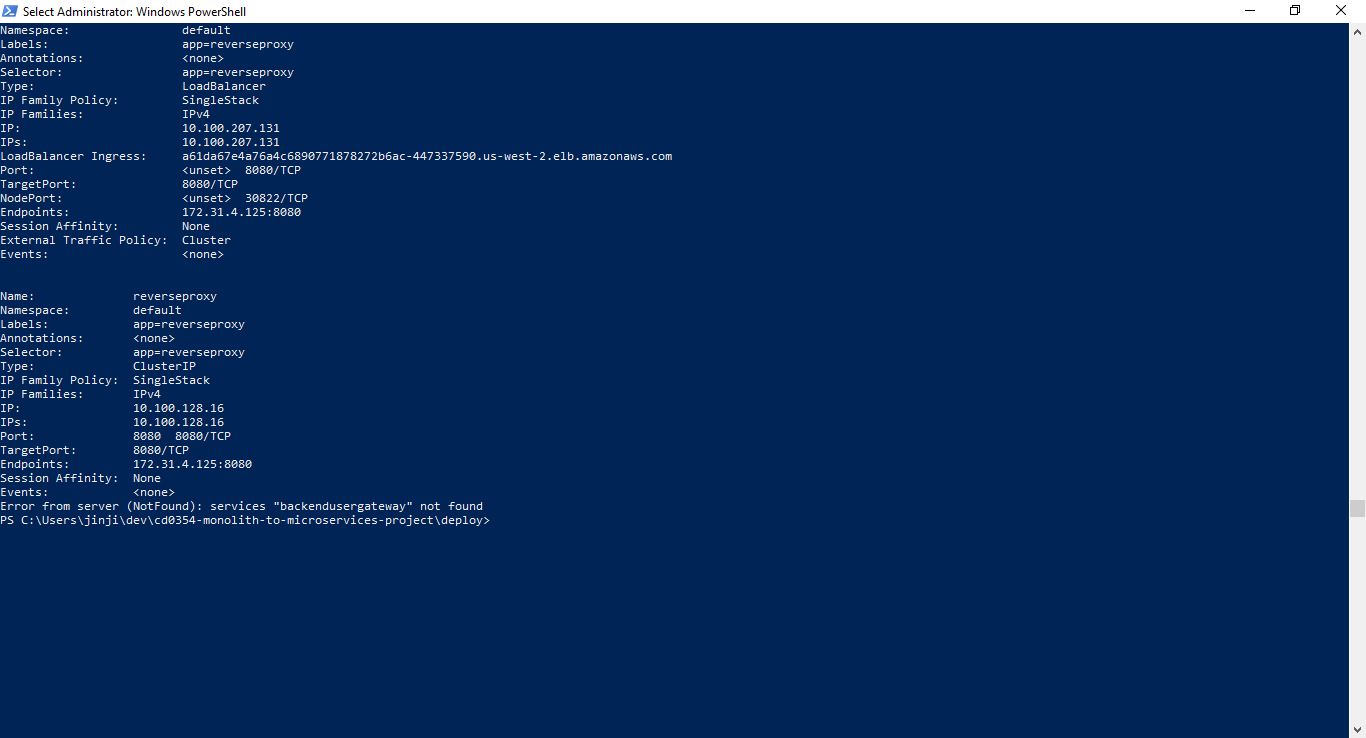 Select Administrator: Windows PowerShell
Namespace:                default
Labels:                   app=reverseproxy
Annotations:              <none>
Selector:                 app=reverseproxy
Type:                     LoadBalancer
IP Family Policy:         SingleStack
IP Families:              IPv4
IP:                       10.100.207.131
IPs:                      10.100.207.131
LoadBalancer Ingress:     a61da67e4a76a4c6890771878272b6ac-447337590.us-west-2.elb.amazonaws.com
Port:                     <unset>  8080/TCP
TargetPort:               8080/TCP
NodePort:                 <unset>  30822/TCP
Endpoints:                172.31.4.125:8080
Session Affinity:         None
External Traffic Policy:  Cluster
Events:                   <none>
Name:              reverseproxy
Namespace:         default
Labels:            app=reverseproxy
Annotations:       <none>
Selector:          app=reverseproxy
Type:              ClusterIP
IP Family Policy:  SingleStack
IP Families:       IPv4
IP:                10.100.128.16
IPs:               10.100.128.16
Port:              8080  8080/TCP
TargetPort:        8080/TCP
Endpoints:         172.31.4.125:8080
Session Affinity:  None
Events:            <none>
Error from server (NotFound): services "backendusergateway" not found
PS C:\Users\jinji\dev\cd0354-monolith-to-microservices-project\deploy>